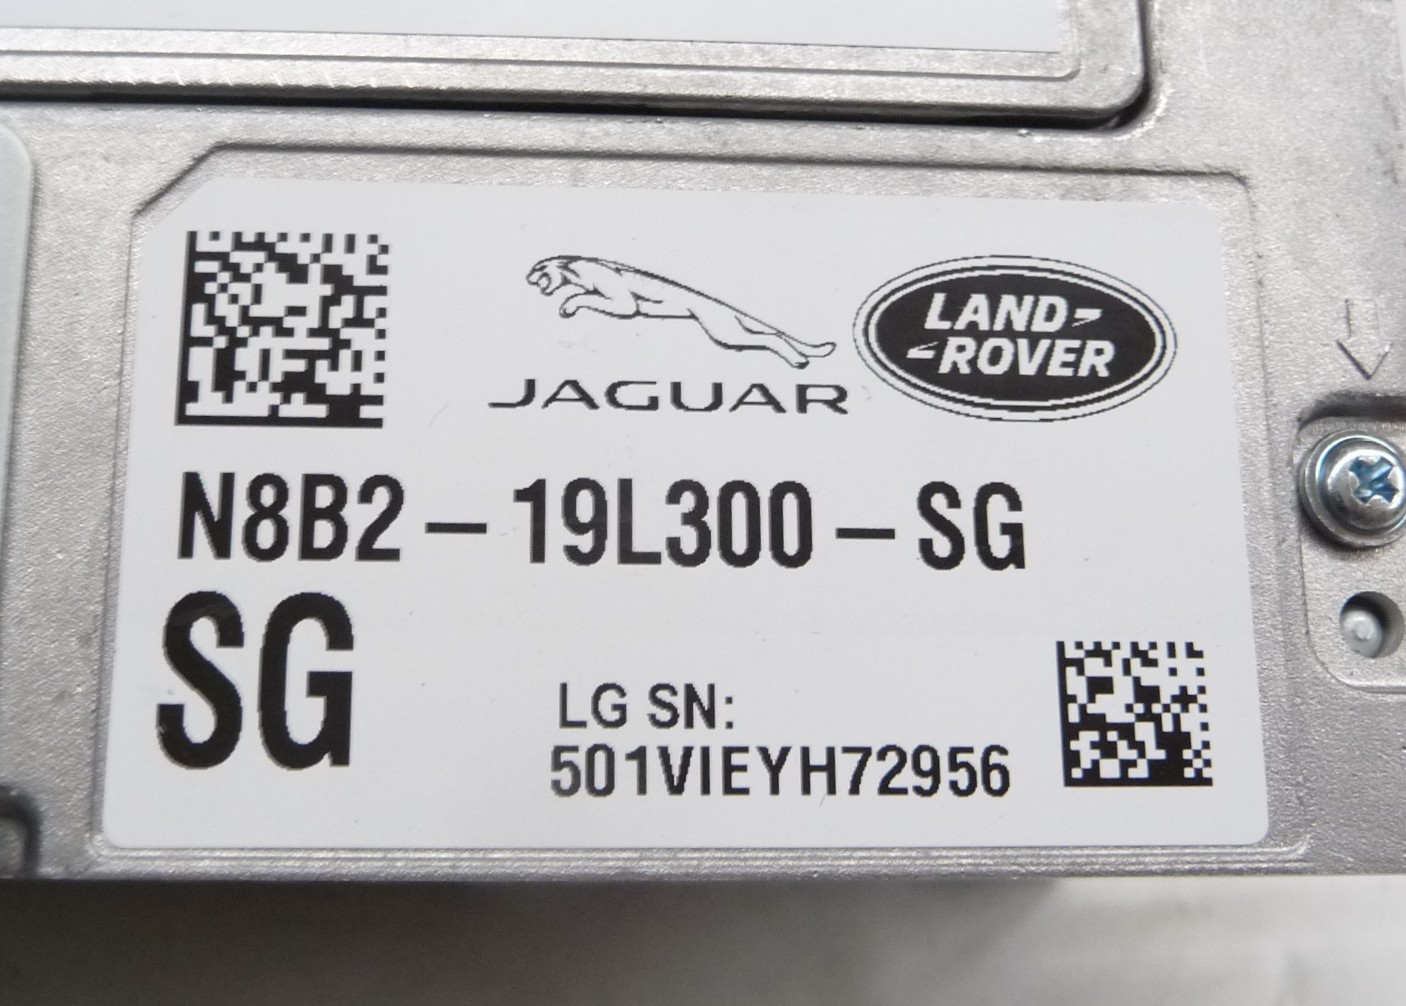 JAGUAR
LAND-
-ROVER
N8B2-19L300-SG
SG
LG SN:
501VIEYH72956